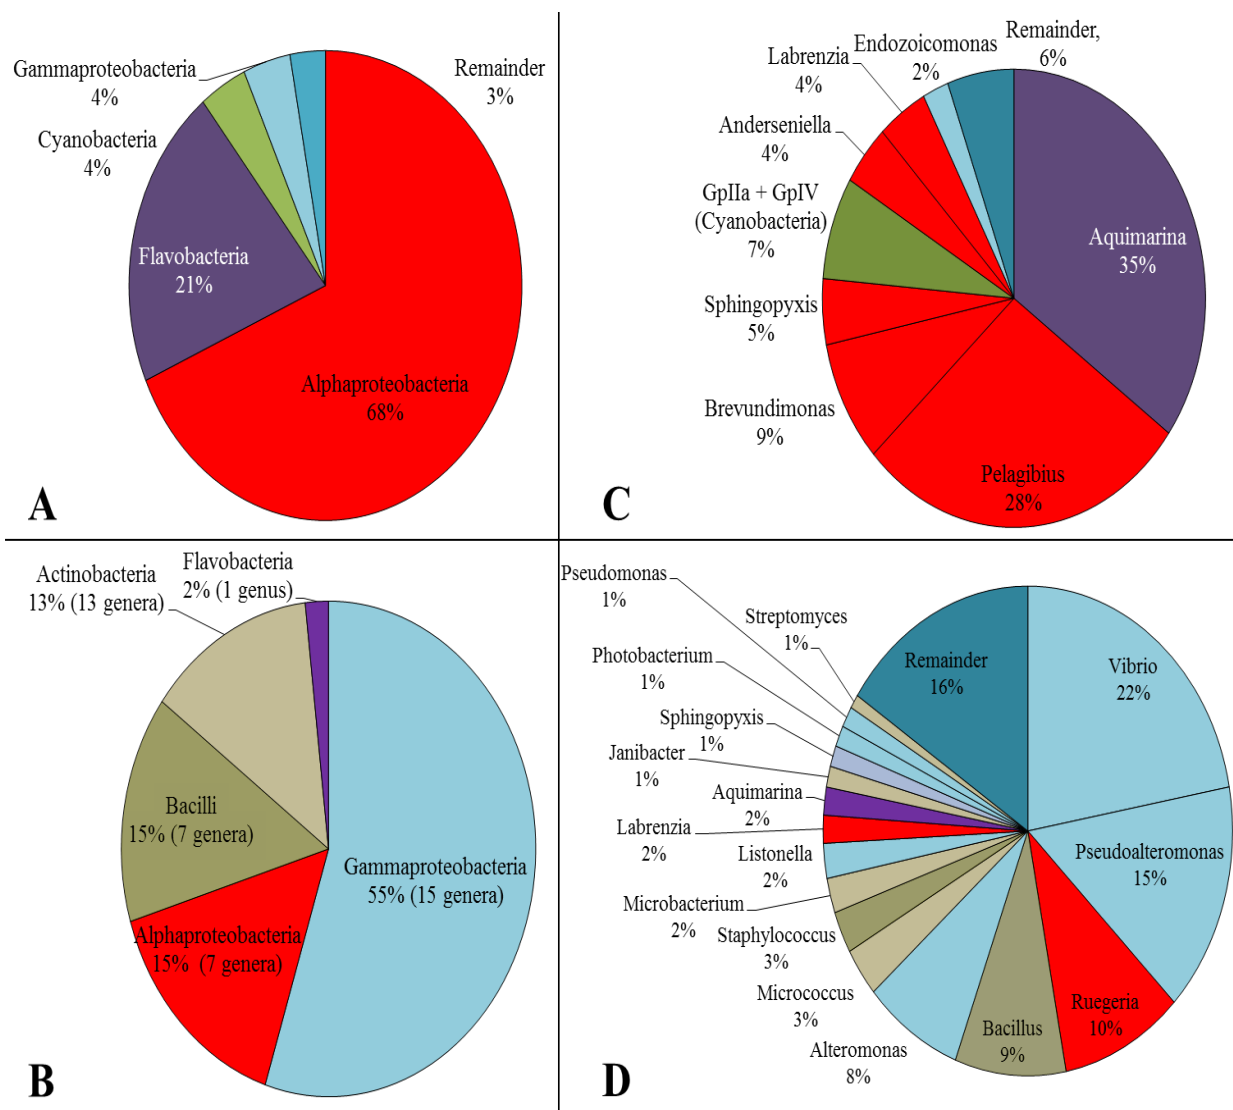 Gammaproteobacteria
4%
Cyanobacteria
4%
Flavobacteria
21%
Remainder
3%
Alphaproteobacteria
68%
A
Labrenzia
4%
Endozoicomonas
2%
Remainder,
6%
Anderseniella
4%
GpIIa + GpIV
(Cyanobacteria)
7%
Sphingopyxis
5%
Brevundimonas
9%
Aquimarina
35%
Pelagibius
28%
C
Actinobacteria
13% (13 genera)
Flavobacteria
2% (1 genus)
Bacilli
15% (7 genera)
Gammaproteobacteria
55% (15 genera)
Alphaproteobacteria
15% (7 genera)
B
Pseudomonas
1%
Streptomyces
1%
Photobacterium
1%
Sphingopyxis
1%
Janibacter
1%
Aquimarina
2%
Labrenzia
2%
Listonella
2%
Microbacterium
2%
Staphylococcus
3%
Micrococcus
3%
Alteromonas
8%
Remainder
16%
Vibrio
22%
Pseudoalteromonas
15%
Ruegeria
10%
Bacillus
9%
D